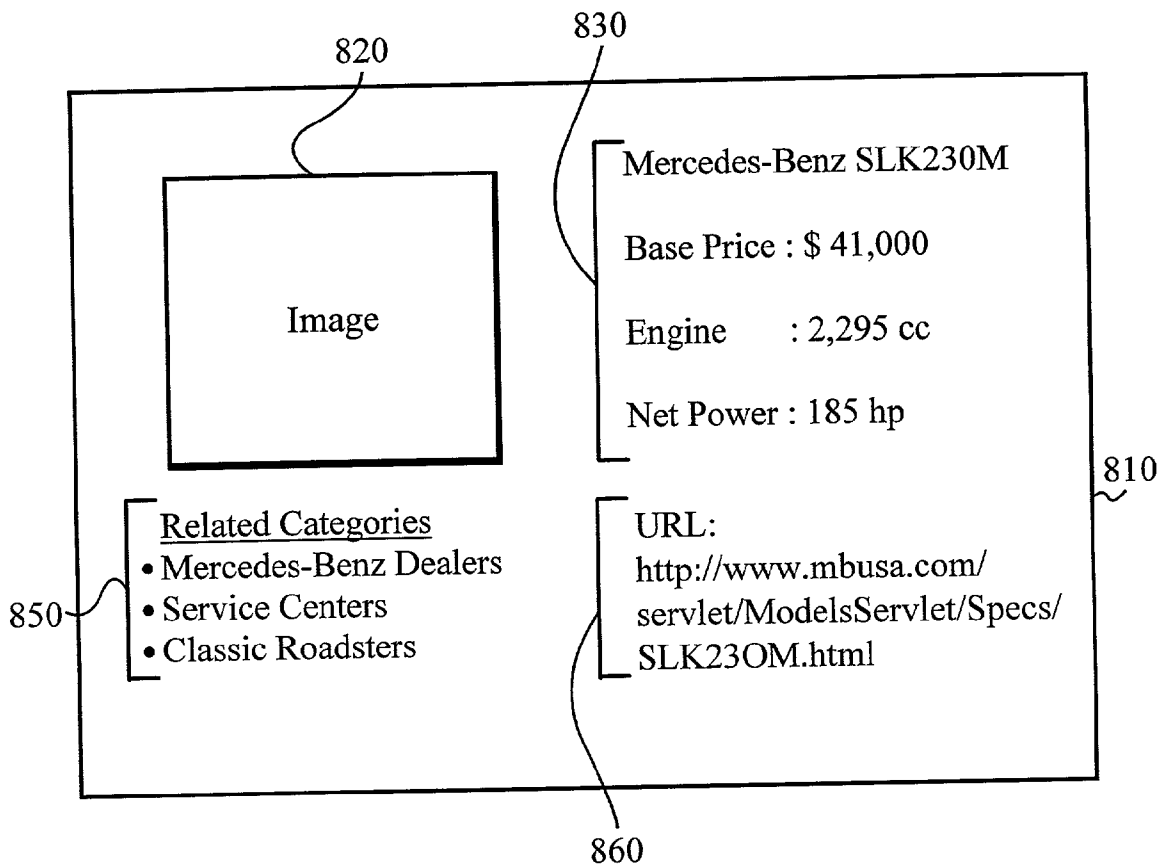 820
830
Image
Mercedes-Benz SLK230M
Base Price : $ 41,000
Engine : 2,295 cc
Net Power : 185 hp
810
Related Categories
• Mercedes-Benz Dealers
• Service Centers
• Classic Roadsters
850
URL:
http://www.mbusa.com/
servlet/ModelsServlet/Specs/
SLK23OM.html
860